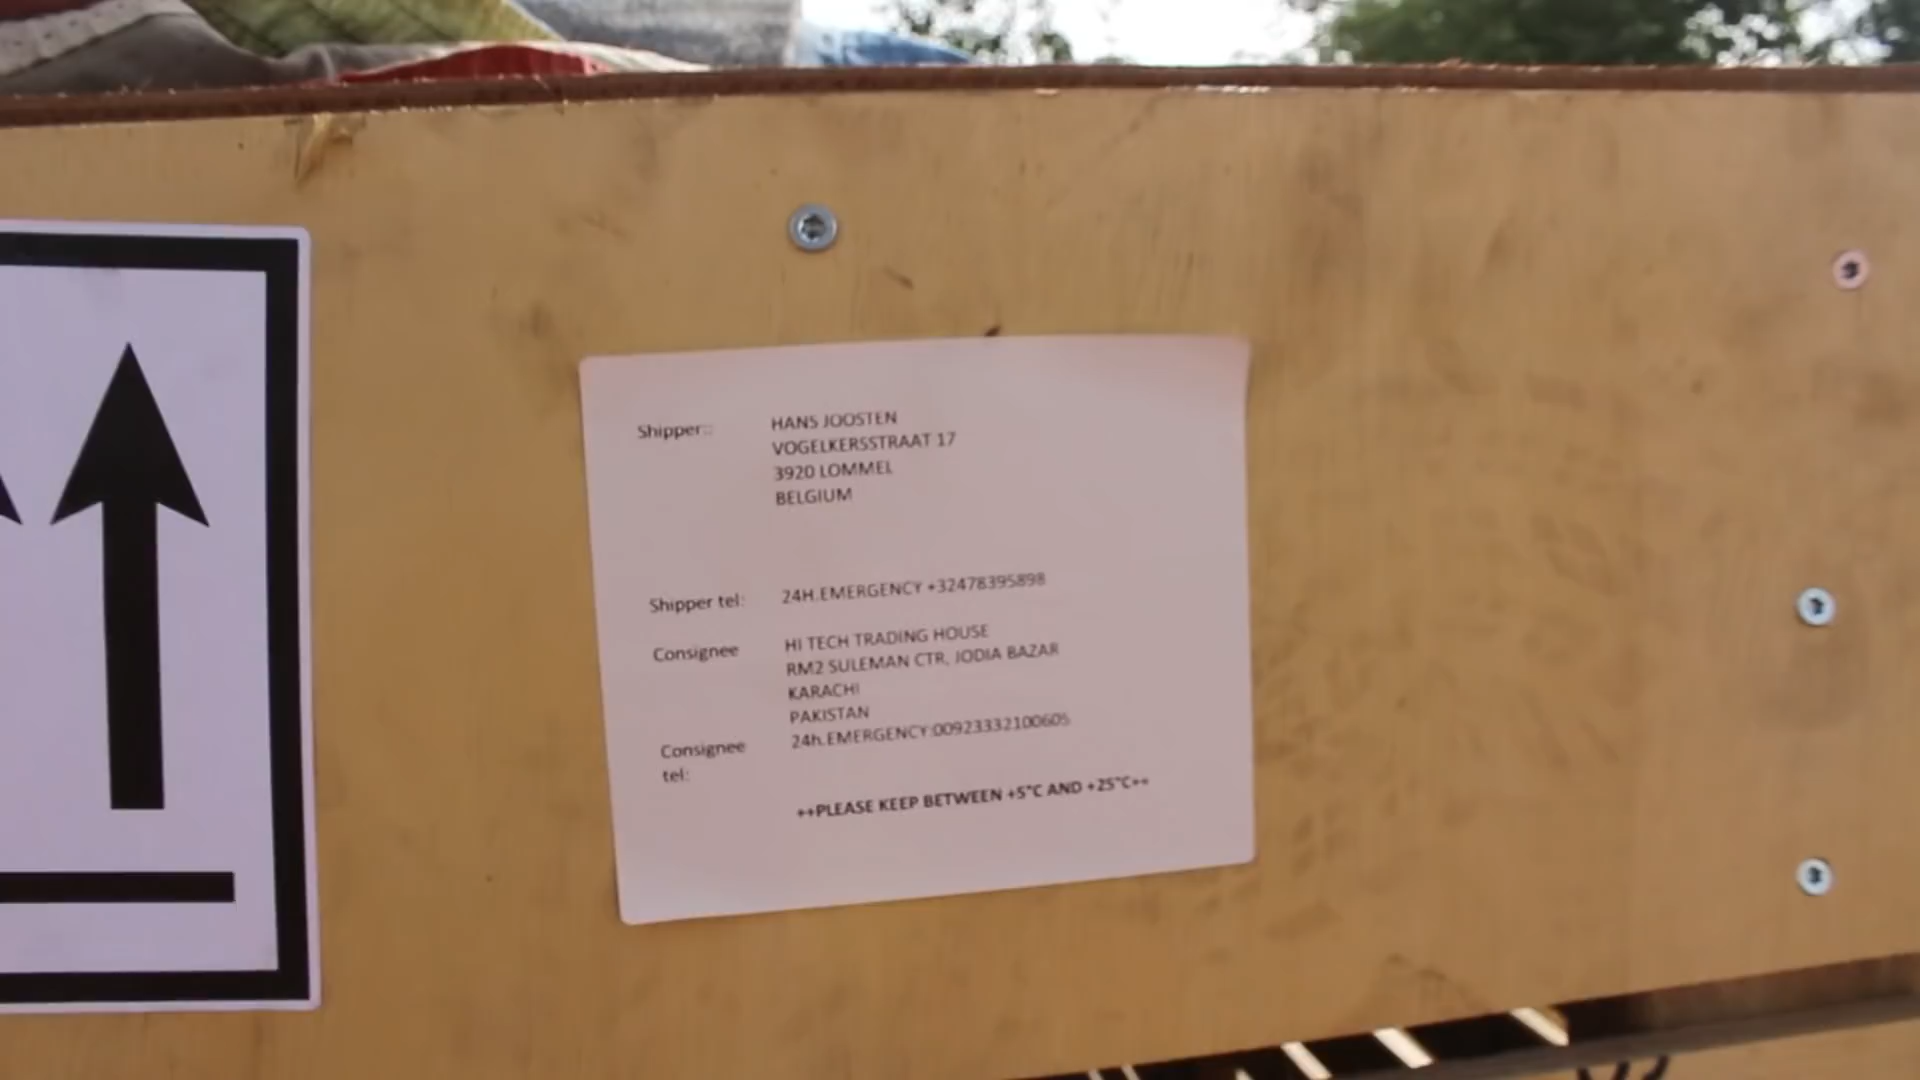 Shipper:: HANS JOOSTEN
VOGELKERSSTRAAT 17
3920 LOMMEL
BELGIUM
Shipper tel: 24H.EMERGENCY +32478395898
Consignee HI TECH TRADING HOUSE
RM2 SULEMAN CTR, JODIA BAZAR
KARACHI
PAKISTAN
Consignee tel: 24h.EMERGENCY:00923332100605
++PLEASE KEEP BETWEEN +5°C AND +25°C++